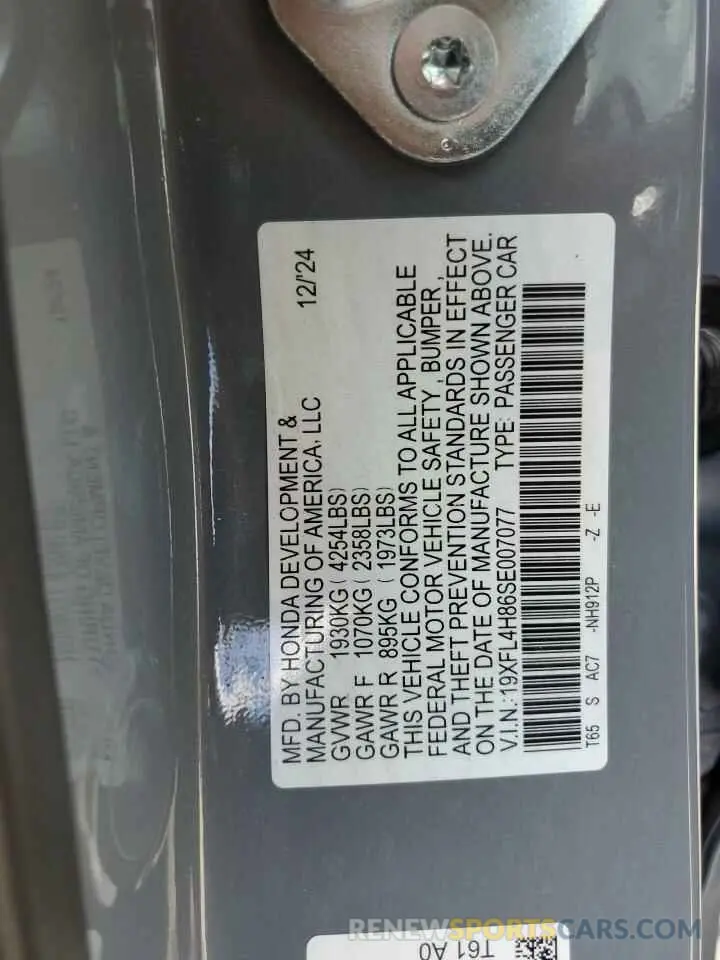 MFD. BY HONDA DEVELOPMENT &
MANUFACTURING OF AMERICA, LLC 12/'24
GVWR 1930KG (4254LBS)
GAWR F 1070KG (2358LBS)
GAWR R 895KG (1973LBS)
THIS VEHICLE CONFORMS TO ALL APPLICABLE
FEDERAL MOTOR VEHICLE SAFETY, BUMPER,
AND THEFT PREVENTION STANDARDS IN EFFECT
ON THE DATE OF MANUFACTURE SHOWN ABOVE.
V.I.N.:19XFL4H86SE007077 TYPE: PASSENGER CAR
T65 S AC7 -NH912P -Z -E
T61 A0
RENEWSPORTSCARS.COM